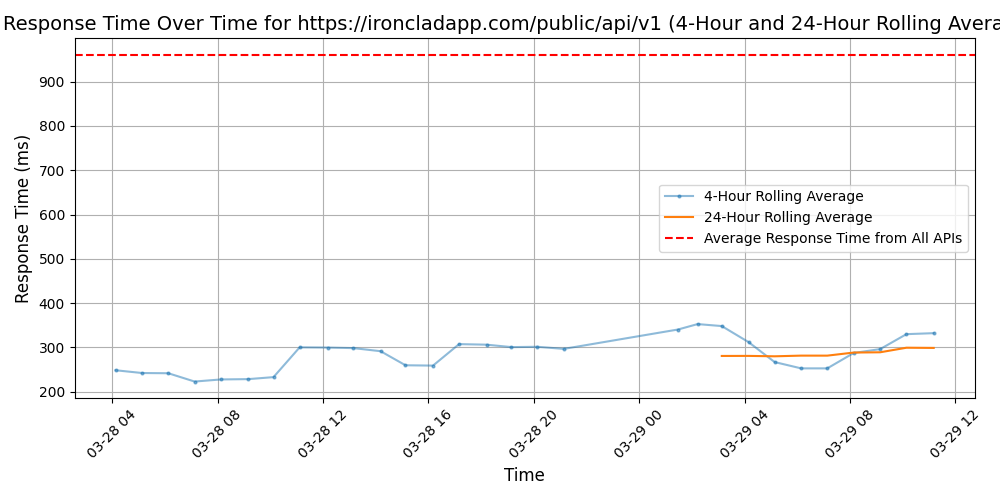 Response Time Over Time for https://ironcladapp.com/public/api/v1 (4-Hour and 24-Hour Rolling Avera
Response Time (ms)
900
800
700
600
500
400
300
200
4-Hour Rolling Average
24-Hour Rolling Average
Average Response Time from All APIs
03-28 04
03-28 08
03-28 12
03-28 16
03-28 20
03-29 00
03-29 04
03-29 08
03-29 12
Time